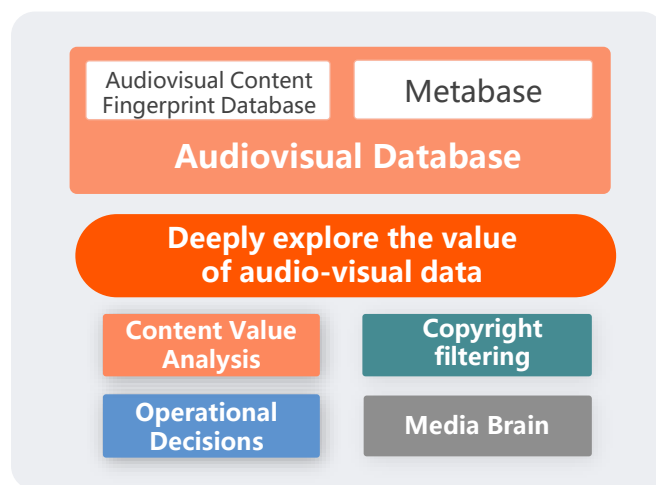 Audiovisual Content
Fingerprint Database
Metabase
Audiovisual Database
Deeply explore the value
of audio-visual data
Content Value
Analysis
Copyright
filtering
Operational
Decisions
Media Brain